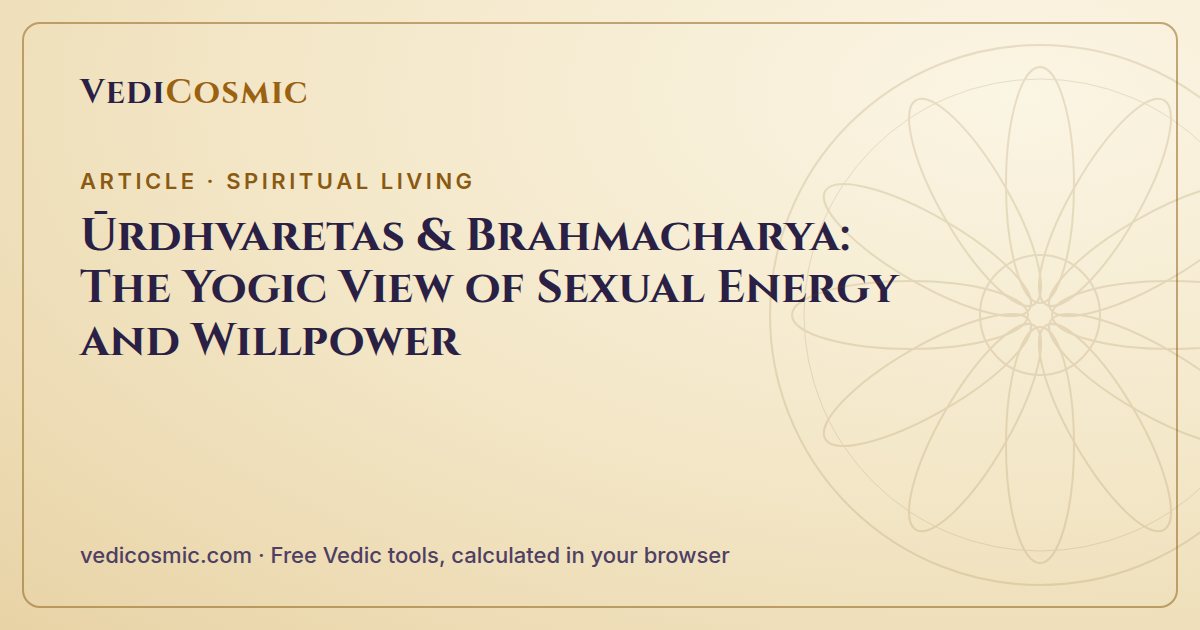 VediCosmic
ARTICLE · SPIRITUAL LIVING
Ūrdhvaretas & Brahmacharya:
The Yogic View of Sexual Energy
and Willpower
vedicosmic.com · Free Vedic tools, calculated in your browser